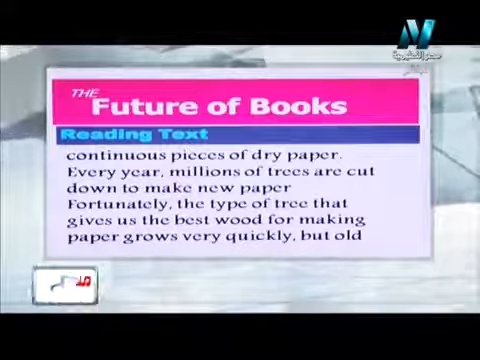 مصر التعليمية
THE
Future of Books
Reading Text
continuous pieces of dry paper.
Every year, millions of trees are cut
down to make new paper
Fortunately, the type of tree that
gives us the best wood for making
paper grows very quickly, but old